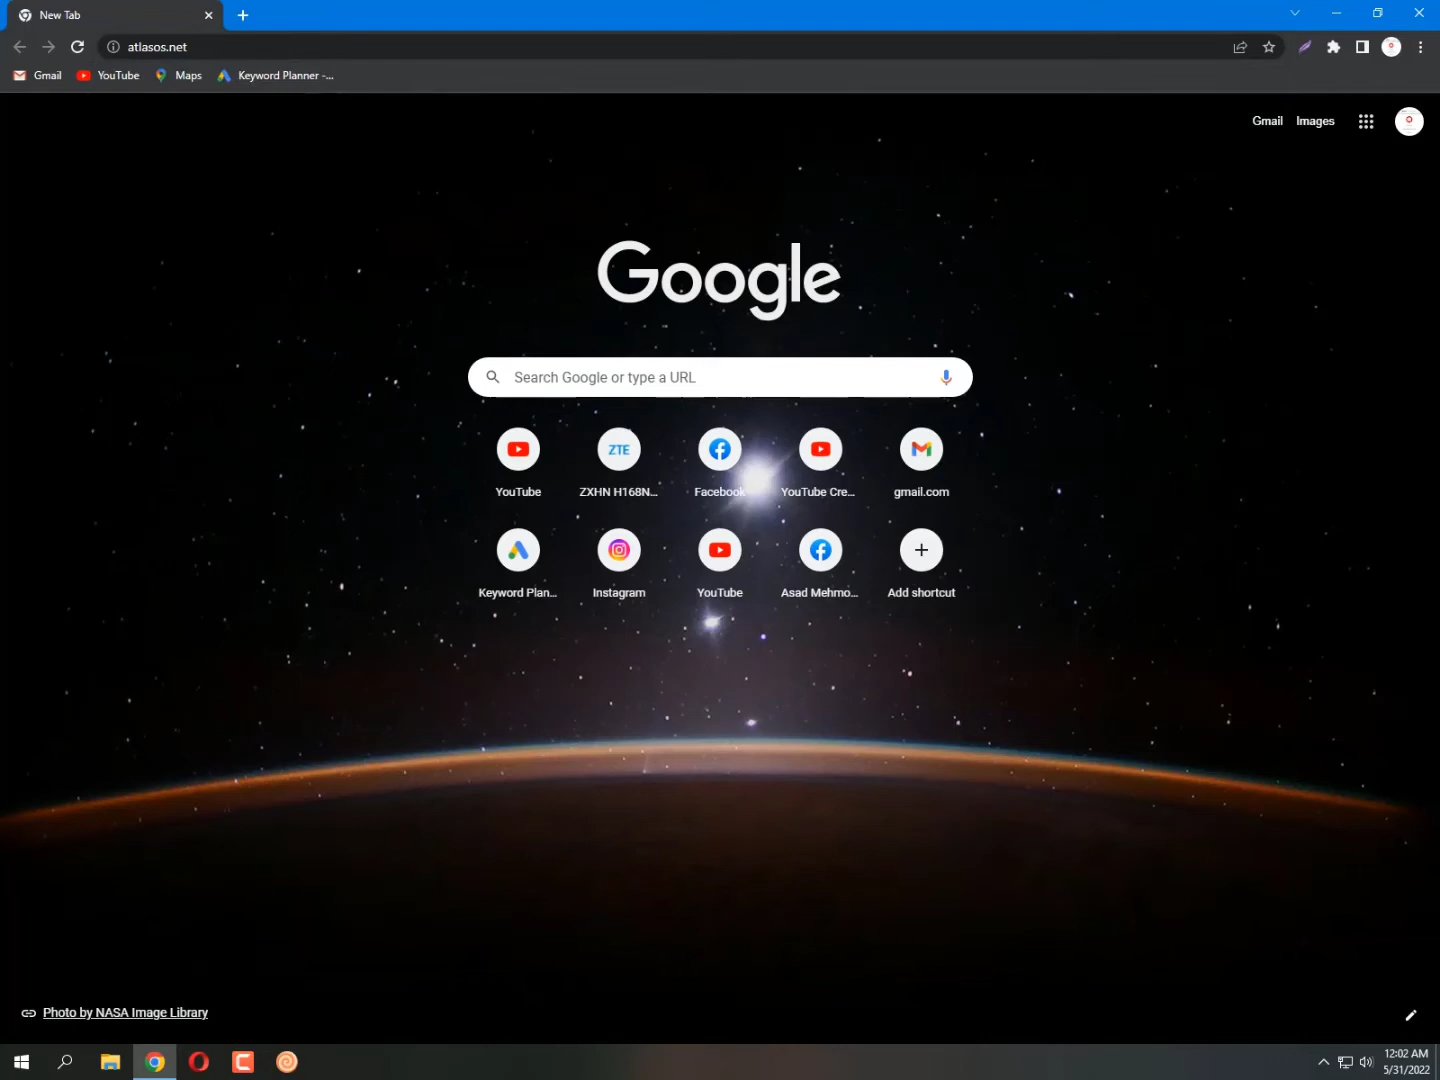 New Tab
atlasos.net
Gmail YouTube Maps Keyword Planner -...
Gmail Images
Google
Search Google or type a URL
ZTE
YouTube ZXHN H168N... Facebook YouTube Cre... gmail.com
Keyword Plan... Instagram YouTube Asad Mehmo... Add shortcut
Photo by NASA Image Library
12:02 AM
5/31/2022